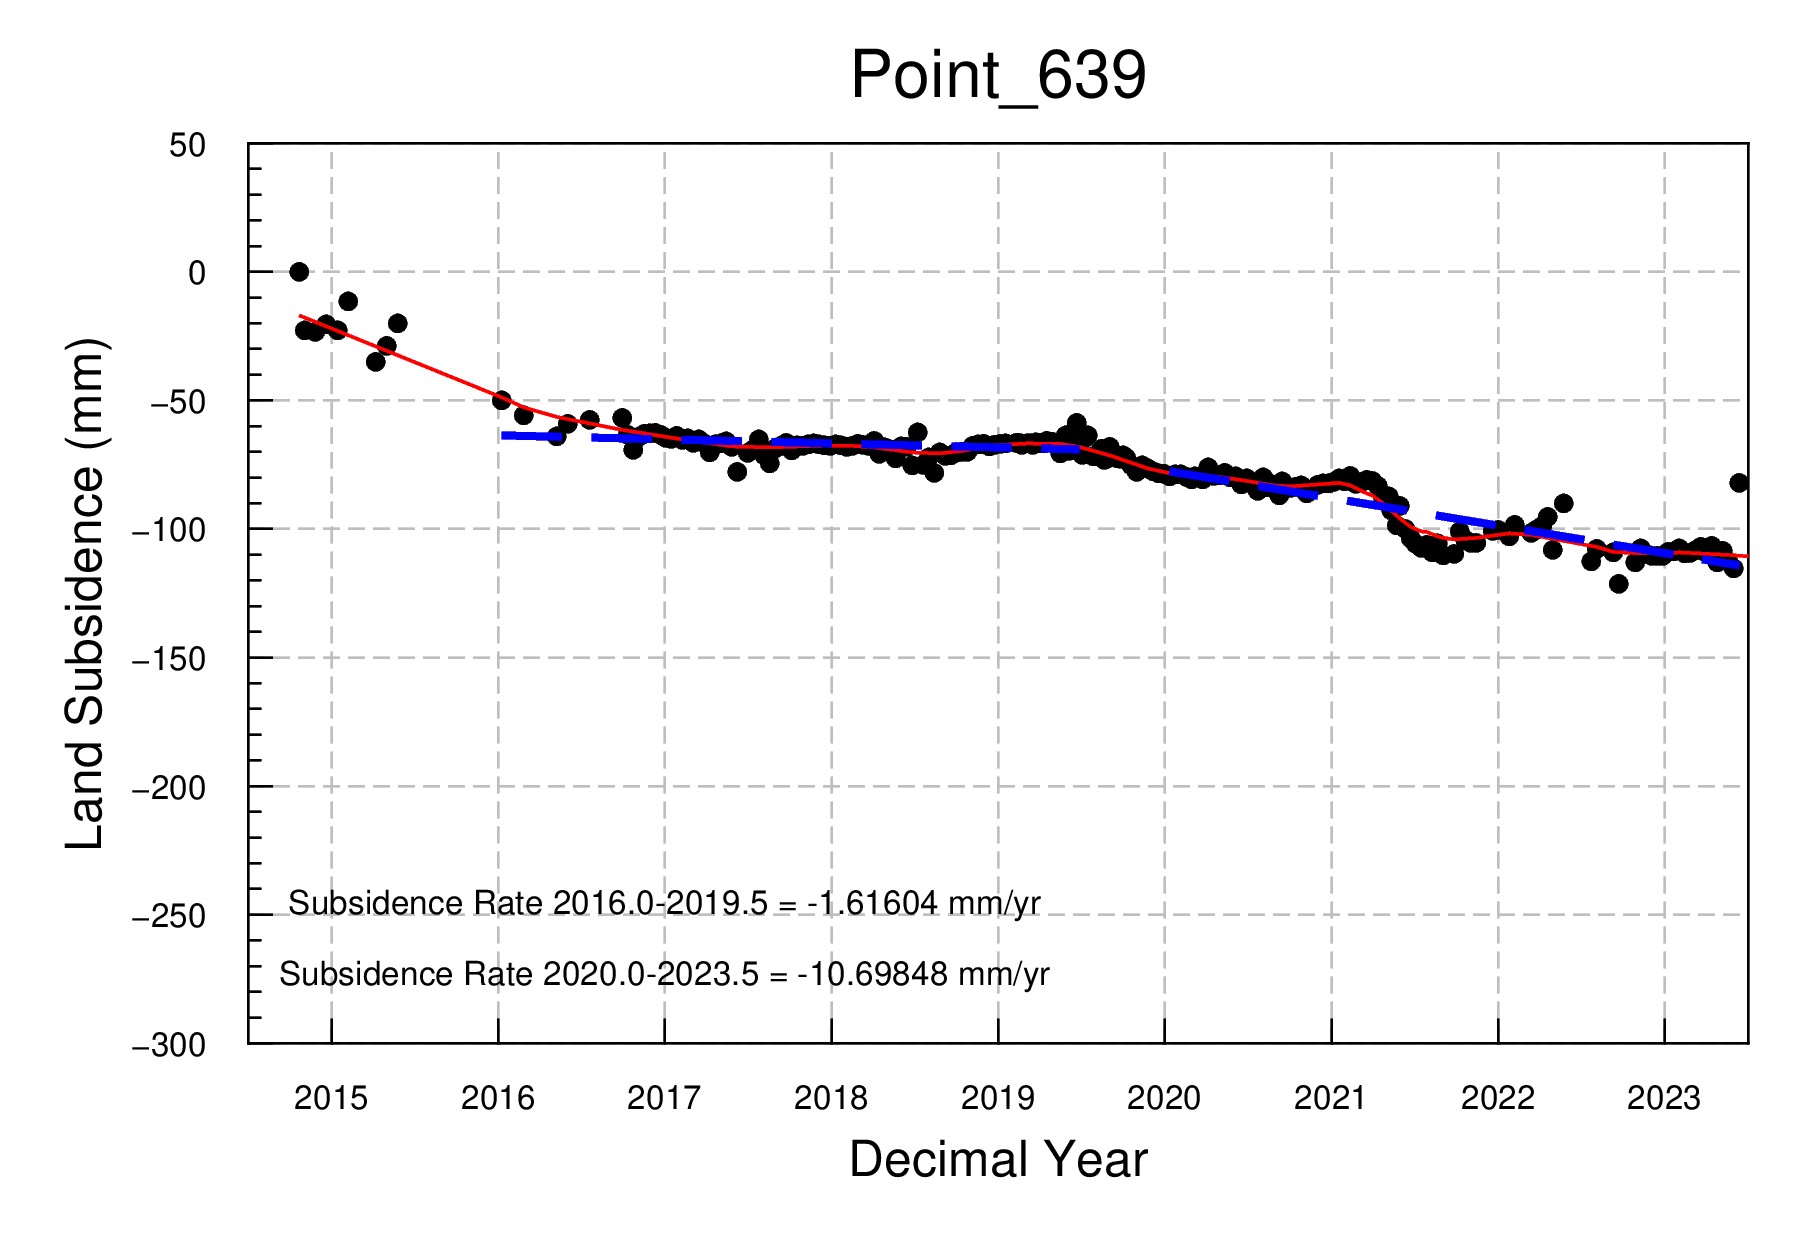 Point_639
50
0
−50
−100
−150
−200
−250
−300
Land Subsidence (mm)
Subsidence Rate 2016.0-2019.5 = -1.61604 mm/yr
Subsidence Rate 2020.0-2023.5 = -10.69848 mm/yr
2015 2016 2017 2018 2019 2020 2021 2022 2023
Decimal Year